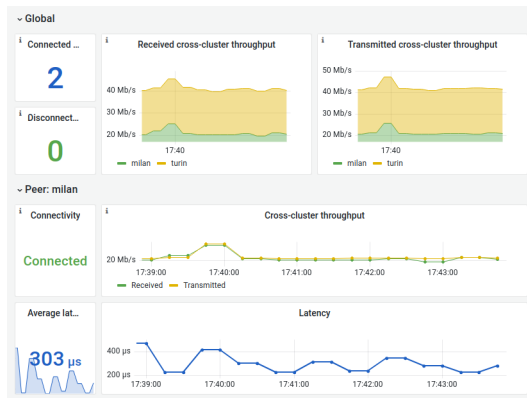 Global
Connected ...
2
Disconnect...
0
Received cross-cluster throughput
40 Mb/s
30 Mb/s
20 Mb/s
17:40
milan turin
Transmitted cross-cluster throughput
50 Mb/s
40 Mb/s
30 Mb/s
20 Mb/s
17:40
milan turin
Peer: milan
Connectivity
Connected
Cross-cluster throughput
20 Mb/s
17:39:00 17:40:00 17:41:00 17:42:00 17:43:00
Received Transmitted
Average lat...
303 µs
Latency
400 µs
200 µs
17:39:00 17:40:00 17:41:00 17:42:00 17:43:00